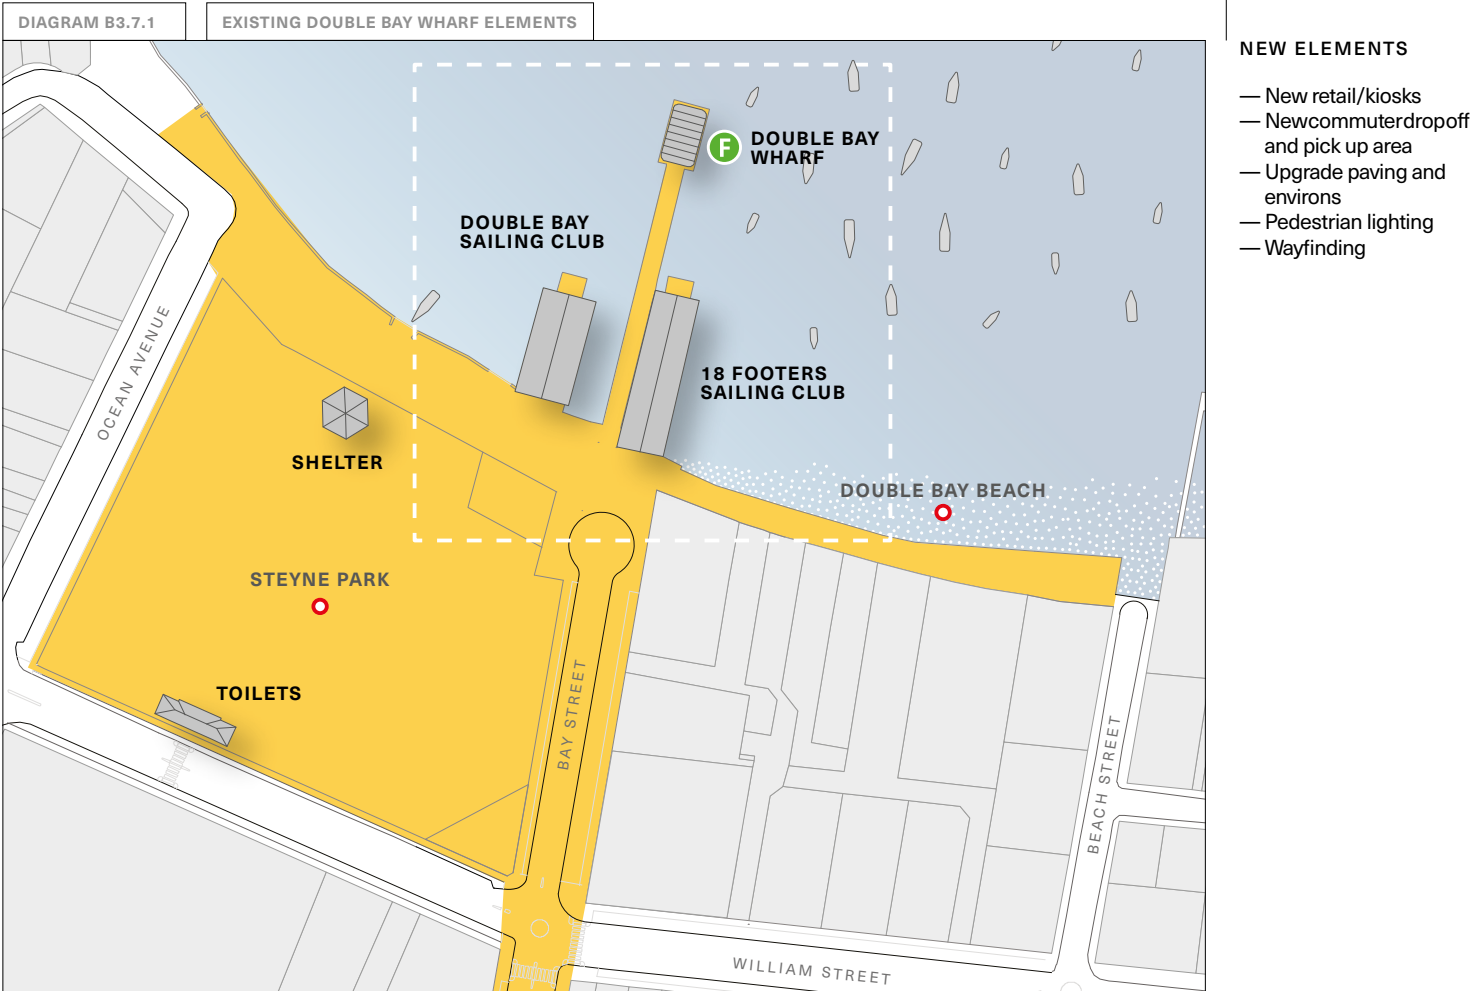 DIAGRAM B3.7.1
EXISTING DOUBLE BAY WHARF ELEMENTS
NEW ELEMENTS
— New retail/kiosks
— Newcommuterdropoff
and pick up area
— Upgrade paving and
environs
— Pedestrian lighting
— Wayfinding
F
DOUBLE BAY
WHARF
DOUBLE BAY
SAILING CLUB
OCEAN AVENUE
18 FOOTERS
SAILING CLUB
SHELTER
DOUBLE BAY BEACH
STEYNE PARK
TOILETS
BAY STREET
BEACH STREET
WILLIAM STREET